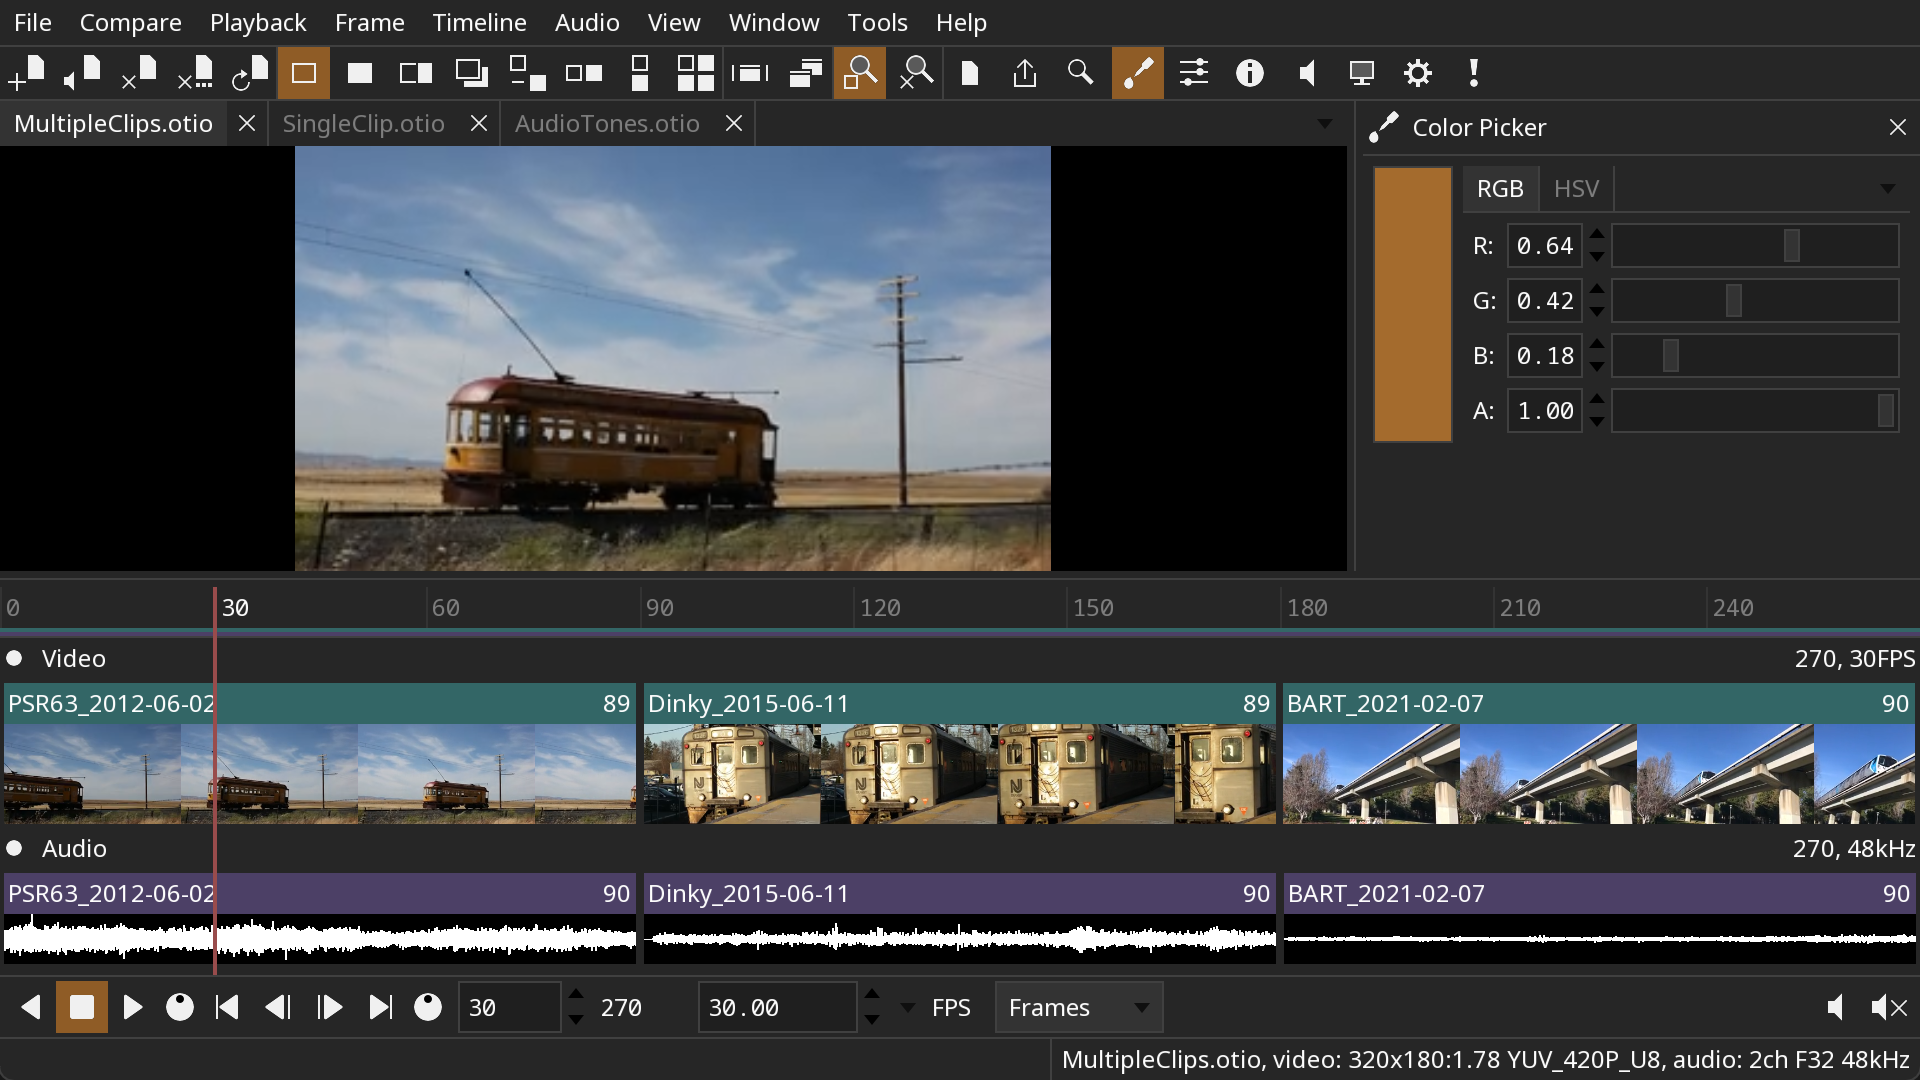 File Compare Playback Frame Timeline Audio View Window Tools Help
MultipleClips.otio SingleClip.otio AudioTones.otio
Color Picker
RGB HSV
R: 0.64
G: 0.42
B: 0.18
A: 1.00
0 30 60 90 120 150 180 210 240
Video 270, 30FPS
PSR63_2012-06-02 89 Dinky_2015-06-11 89 BART_2021-02-07 90
Audio 270, 48kHz
PSR63_2012-06-02 90 Dinky_2015-06-11 90 BART_2021-02-07 90
30 270 30.00 FPS Frames
MultipleClips.otio, video: 320x180:1.78 YUV_420P_U8, audio: 2ch F32 48kHz